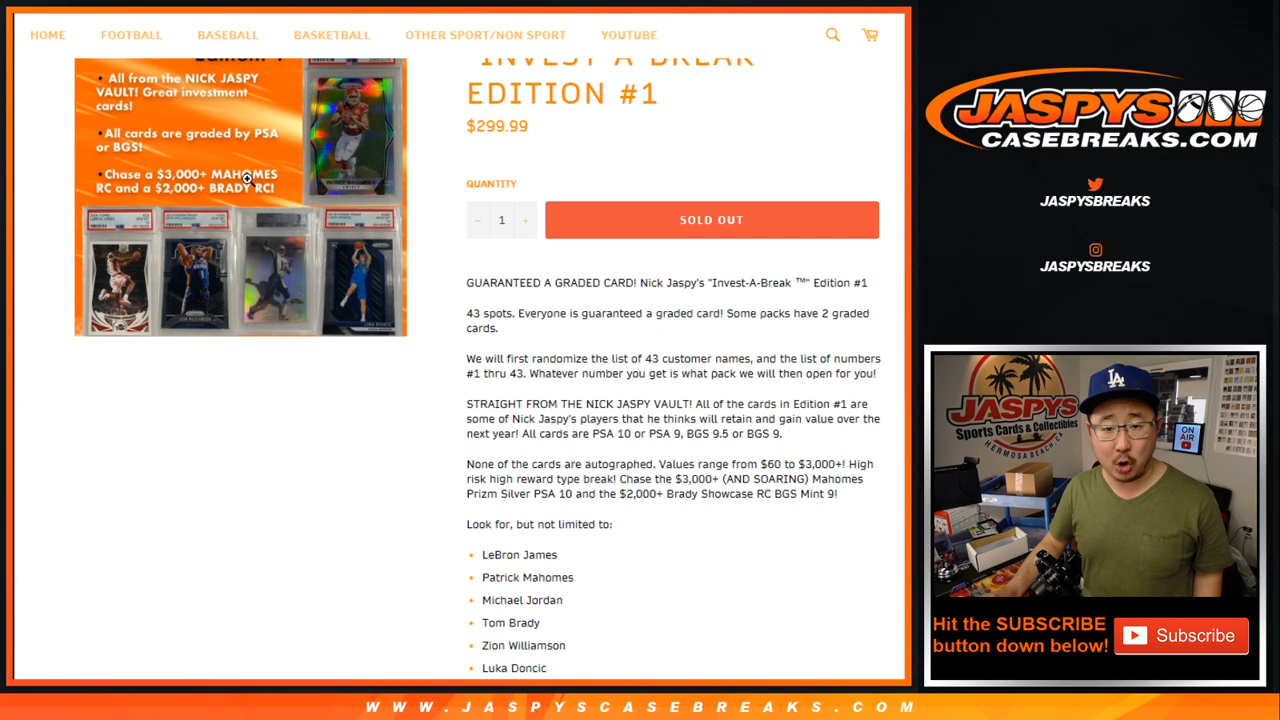 HOME FOOTBALL BASEBALL BASKETBALL OTHER SPORT/NON SPORT YOUTUBE
• All from the NICK JASPY
VAULT! Great investment
cards!
•All cards are graded by PSA
or BGS!
•Chase a $3,000+ MAHOMES
RC and a $2,000+ BRADY RC!
"INVEST-A-BREAK
EDITION #1
$299.99
QUANTITY
− 1 +
SOLD OUT
GUARANTEED A GRADED CARD! Nick Jaspy's "Invest-A-Break ™" Edition #1
43 spots. Everyone is guaranteed a graded card! Some packs have 2 graded
cards.
We will first randomize the list of 43 customer names, and the list of numbers
#1 thru 43. Whatever number you get is what pack we will then open for you!
STRAIGHT FROM THE NICK JASPY VAULT! All of the cards in Edition #1 are
some of Nick Jaspy's players that he thinks will retain and gain value over the
next year! All cards are PSA 10 or PSA 9, BGS 9.5 or BGS 9.
None of the cards are autographed. Values range from $60 to $3,000+! High
risk high reward type break! Chase the $3,000+ (AND SOARING) Mahomes
Prizm Silver PSA 10 and the $2,000+ Brady Showcase RC BGS Mint 9!
Look for, but not limited to:
• LeBron James
• Patrick Mahomes
• Michael Jordan
• Tom Brady
• Zion Williamson
• Luka Doncic
JASPYS
CASEBREAKS.COM
JASPYSBREAKS
JASPYSBREAKS
JASPYS
Sports Cards & Collectibles
HERMOSA BEACH, CA
LA
ON
AIR
Hit the SUBSCRIBE
button down below!
Subscribe
WWW.JASPYSCASEBREAKS.COM